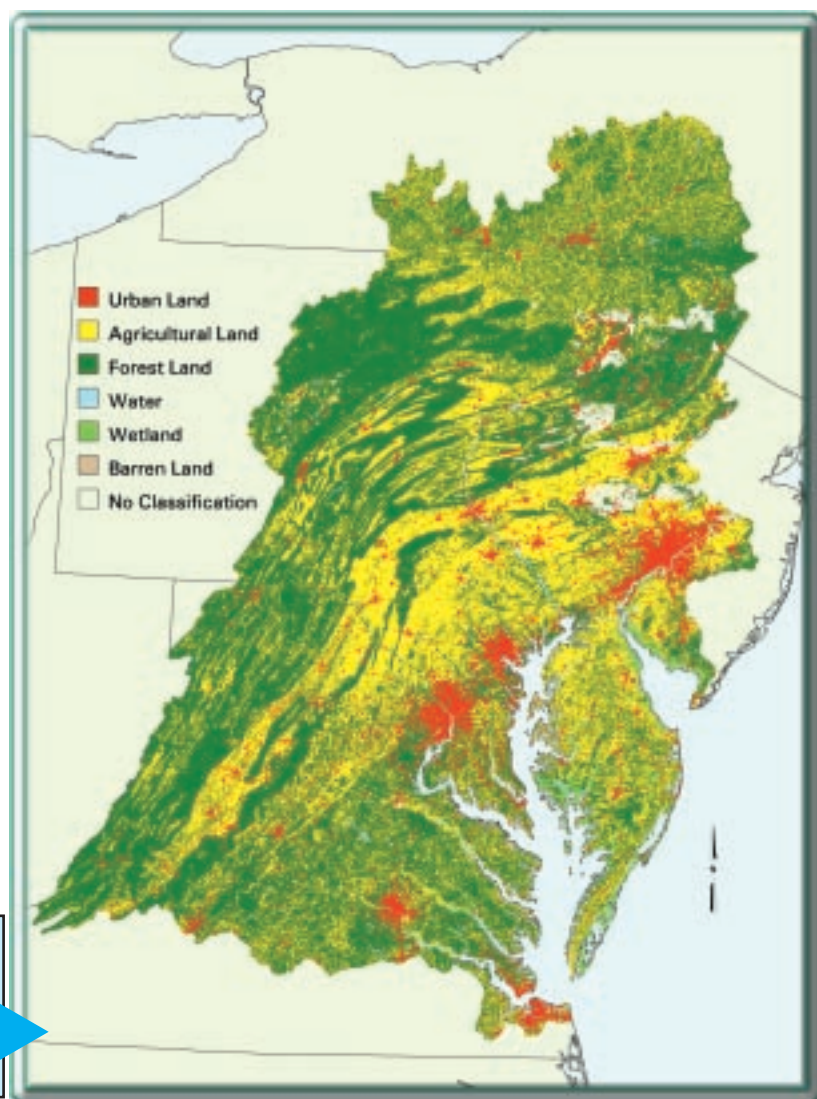 Urban Land
Agricultural Land
Forest Land
Water
Wetland
Barren Land
No Classification